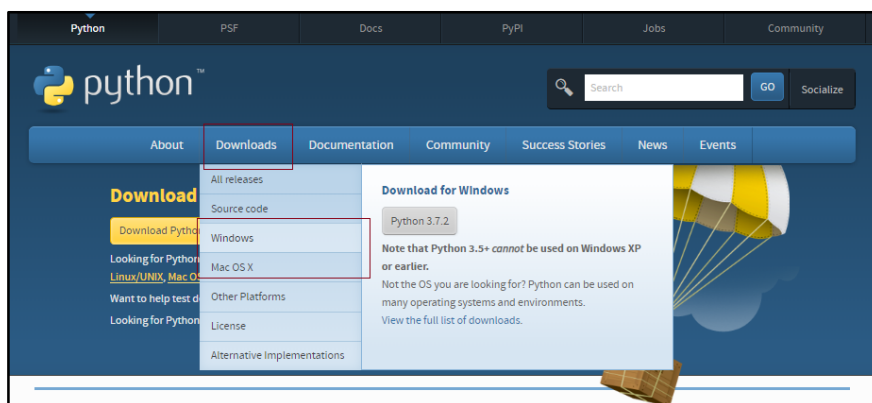 Python PSF Docs PyPI Jobs Community
python™
Search GO Socialize
About Downloads Documentation Community Success Stories News Events
All releases
Source code
Windows
Mac OS X
Other Platforms
License
Alternative Implementations
Download for Windows
Python 3.7.2
Note that Python 3.5+ cannot be used on Windows XP
or earlier.
Not the OS you are looking for? Python can be used on
many operating systems and environments.
View the full list of downloads.
Download
Download Pytho
Looking for Python
Linux/UNIX, Mac OS
Want to help test d
Looking for Python